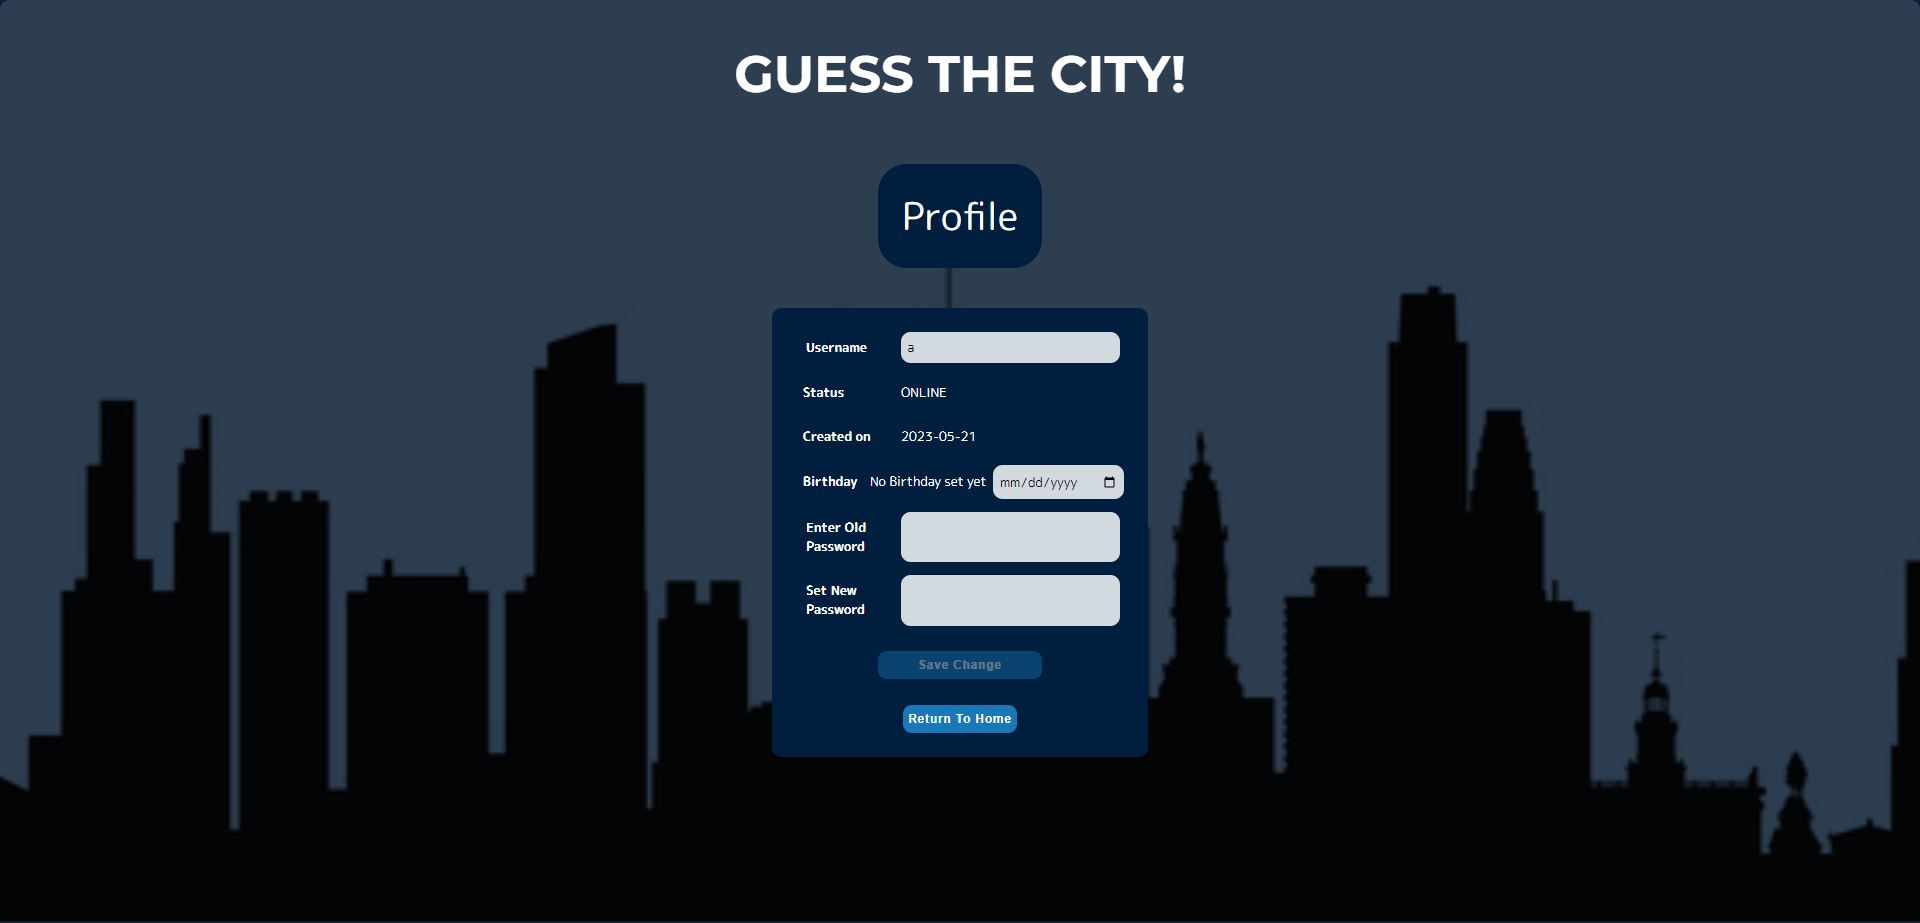 GUESS THE CITY!
Profile
Username a
Status ONLINE
Created on 2023-05-21
Birthday No Birthday set yet mm/dd/yyyy
Enter Old
Password
Set New
Password
Save Change
Return To Home